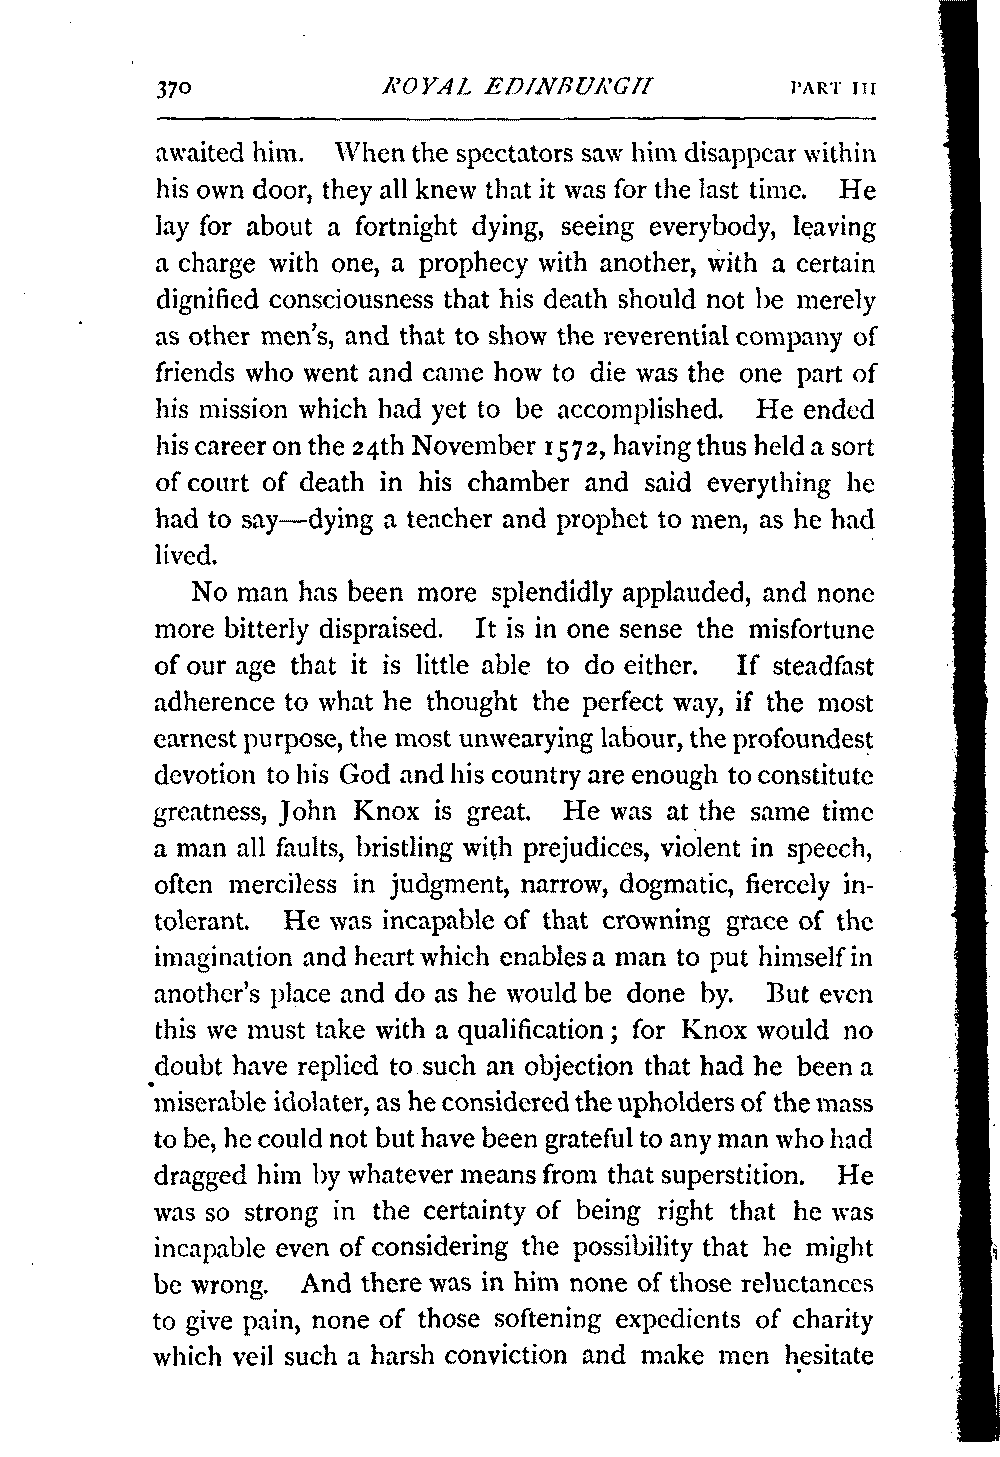 370 ROYAL EDINBURGH PART III
awaited him. When the spectators saw him disappear within
his own door, they all knew that it was for the last time. He
lay for about a fortnight dying, seeing everybody, leaving
a charge with one, a prophecy with another, with a certain
dignified consciousness that his death should not be merely
as other men's, and that to show the reverential company of
friends who went and came how to die was the one part of
his mission which had yet to be accomplished. He ended
his career on the 24th November 1572, having thus held a sort
of court of death in his chamber and said everything he
had to say—dying a teacher and prophet to men, as he had
lived.
No man has been more splendidly applauded, and none
more bitterly dispraised. It is in one sense the misfortune
of our age that it is little able to do either. If steadfast
adherence to what he thought the perfect way, if the most
earnest purpose, the most unwearying labour, the profoundest
devotion to his God and his country are enough to constitute
greatness, John Knox is great. He was at the same time
a man all faults, bristling with prejudices, violent in speech,
often merciless in judgment, narrow, dogmatic, fiercely in-
tolerant. He was incapable of that crowning grace of the
imagination and heart which enables a man to put himself in
another's place and do as he would be done by. But even
this we must take with a qualification; for Knox would no
doubt have replied to such an objection that had he been a
miserable idolater, as he considered the upholders of the mass
to be, he could not but have been grateful to any man who had
dragged him by whatever means from that superstition. He
was so strong in the certainty of being right that he was
incapable even of considering the possibility that he might
be wrong. And there was in him none of those reluctances
to give pain, none of those softening expedients of charity
which veil such a harsh conviction and make men hesitate